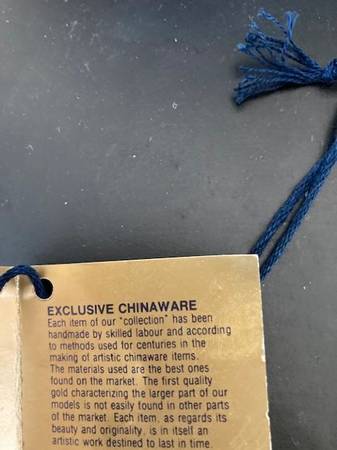 EXCLUSIVE CHINAWARE
Each item of our "collection" has been
handmade by skilled labour and according
to methods used for centuries in the
making of artistic chinaware items.
The materials used are the best ones
found on the market. The first quality
gold characterizing the larger part of our
models is not easily found in other parts
of the market. Each item, as regards its
beauty and originality, is in itself an
artistic work destined to last in time.